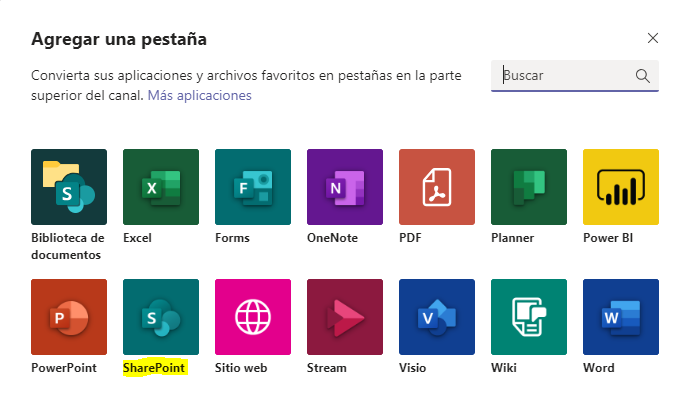 Agregar una pestaña
Convierta sus aplicaciones y archivos favoritos en pestañas en la parte
superior del canal. Más aplicaciones
Buscar
S
X
F
N
Biblioteca de
documentos
Excel
Forms
OneNote
PDF
Planner
Power BI
P
S
V
W
PowerPoint
SharePoint
Sitio web
Stream
Visio
Wiki
Word